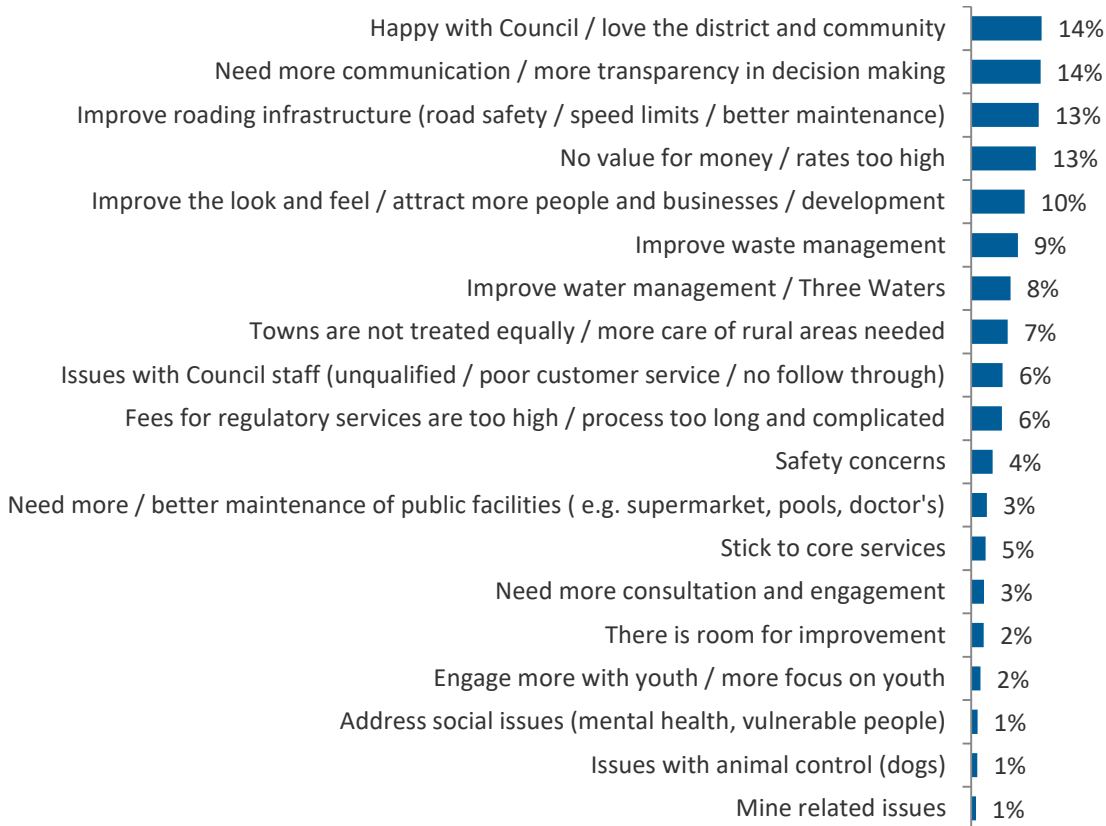 Happy with Council / love the district and community 14%
Need more communication / more transparency in decision making 14%
Improve roading infrastructure (road safety / speed limits / better maintenance) 13%
No value for money / rates too high 13%
Improve the look and feel / attract more people and businesses / development 10%
Improve waste management 9%
Improve water management / Three Waters 8%
Towns are not treated equally / more care of rural areas needed 7%
Issues with Council staff (unqualified / poor customer service / no follow through) 6%
Fees for regulatory services are too high / process too long and complicated 6%
Safety concerns 4%
Need more / better maintenance of public facilities ( e.g. supermarket, pools, doctor's) 3%
Stick to core services 5%
Need more consultation and engagement 3%
There is room for improvement 2%
Engage more with youth / more focus on youth 2%
Address social issues (mental health, vulnerable people) 1%
Issues with animal control (dogs) 1%
Mine related issues 1%